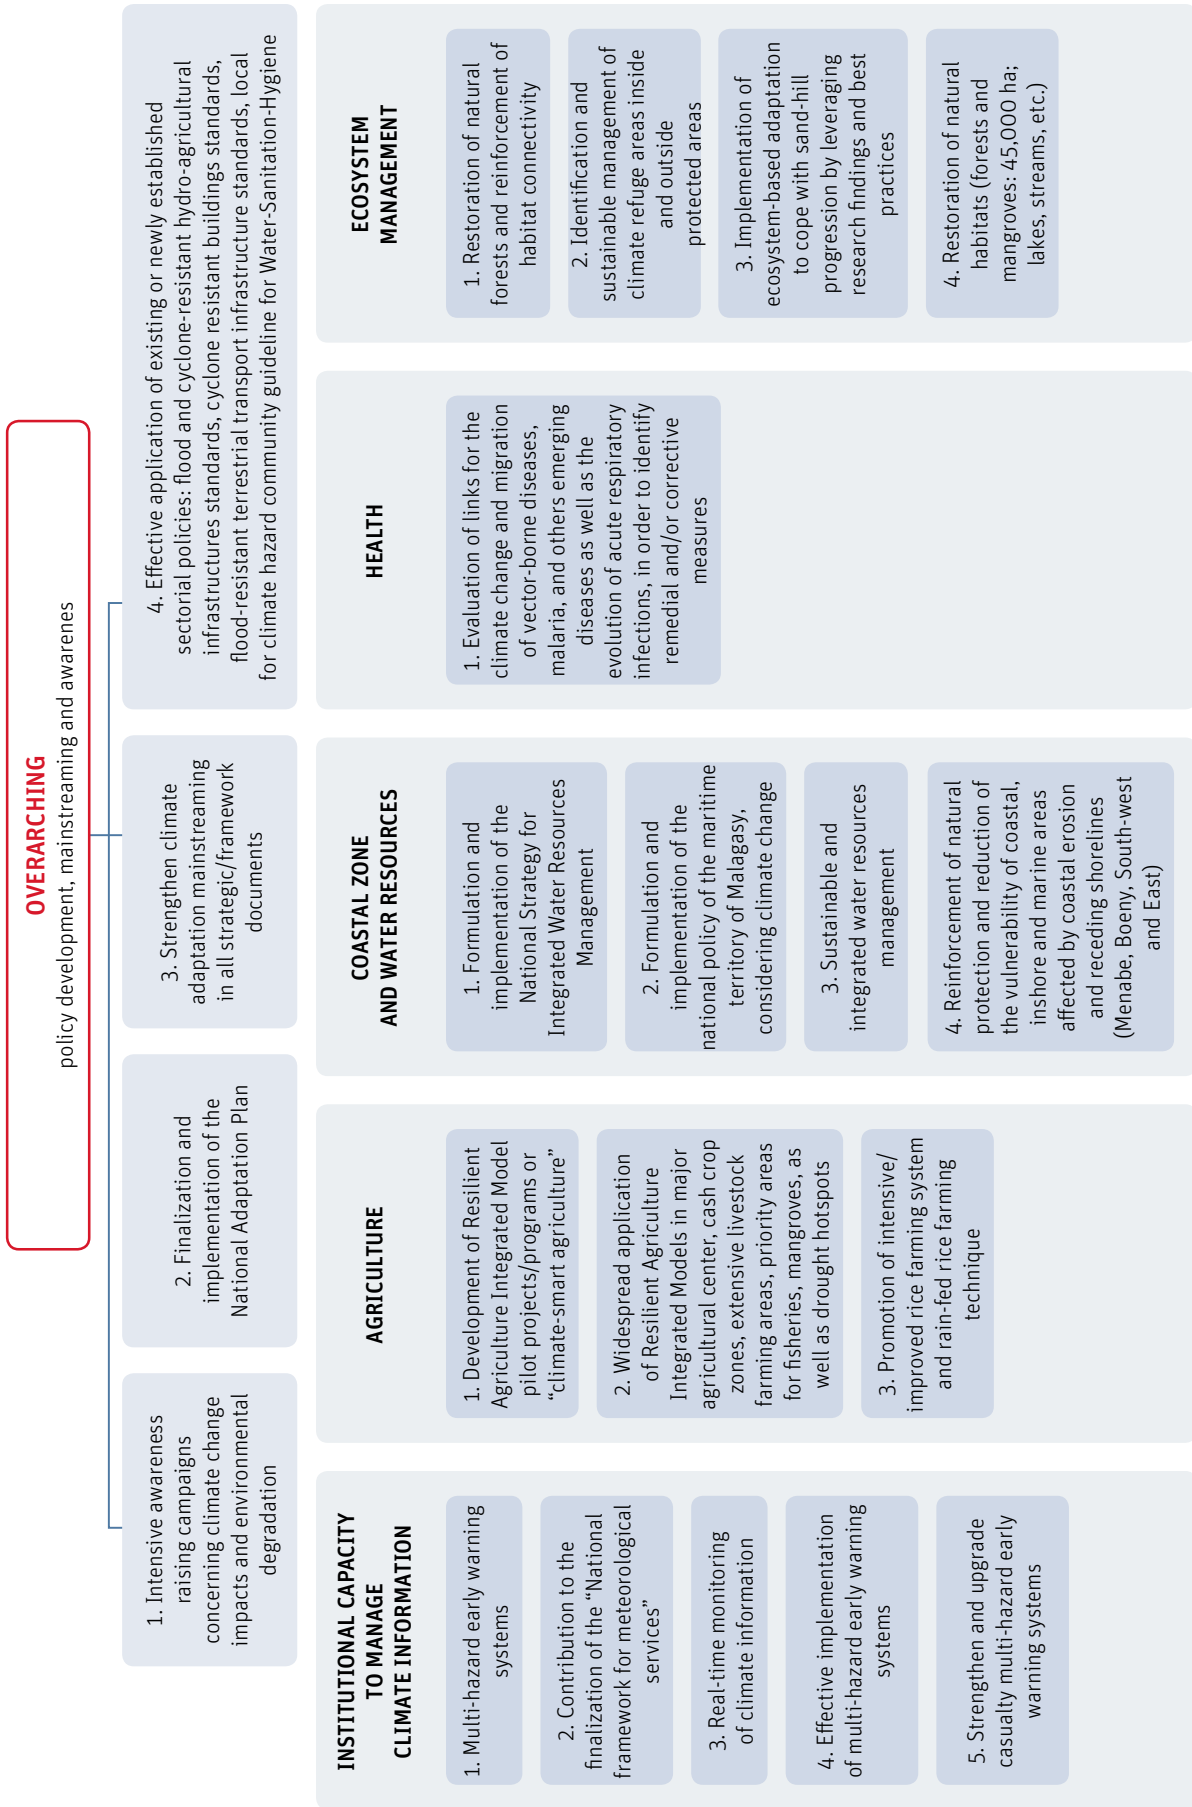 OVERARCHING
policy development, mainstreaming and awarenes
1. Intensive awareness
raising campaigns
concerning climate change
impacts and environmental
degradation
2. Finalization and
implementation of the
National Adaptation Plan
3. Strengthen climate
adaptation mainstreaming
in all strategic/framework
documents
4. Effective application of existing or newly established
sectorial policies: flood and cyclone-resistant hydro-agricultural
infrastructures standards, cyclone resistant buildings standards,
flood-resistant terrestrial transport infrastructure standards, local
for climate hazard community guideline for Water-Sanitation-Hygiene
INSTITUTIONAL CAPACITY
TO MANAGE
CLIMATE INFORMATION
1. Multi-hazard early warning
systems
2. Contribution to the
finalization of the “National
framework for meteorological
services”
3. Real-time monitoring
of climate information
4. Effective implementation
of multi-hazard early warning
systems
5. Strengthen and upgrade
casualty multi-hazard early
warning systems
AGRICULTURE
1. Development of Resilient
Agriculture Integrated Model
pilot projects/programs or
“climate-smart agriculture”
2. Widespread application
of Resilient Agriculture
Integrated Models in major
agricultural center, cash crop
zones, extensive livestock
farming areas, priority areas
for fisheries, mangroves, as
well as drought hotspots
3. Promotion of intensive/
improved rice farming system
and rain-fed rice farming
technique
COASTAL ZONE
AND WATER RESOURCES
1. Formulation and
implementation of the
National Strategy for
Integrated Water Resources
Management
2. Formulation and
implementation of the
national policy of the maritime
territory of Malagasy,
considering climate change
3. Sustainable and
integrated water resources
management
4. Reinforcement of natural
protection and reduction of
the vulnerability of coastal,
inshore and marine areas
affected by coastal erosion
and receding shorelines
(Menabe, Boeny, South-west
and East)
HEALTH
1. Evaluation of links for the
climate change and migration
of vector-borne diseases,
malaria, and others emerging
diseases as well as the
evolution of acute respiratory
infections, in order to identify
remedial and/or corrective
measures
ECOSYSTEM
MANAGEMENT
1. Restoration of natural
forests and reinforcement of
habitat connectivity
2. Identification and
sustainable management of
climate refuge areas inside
and outside
protected areas
3. Implementation of
ecosystem-based adaptation
to cope with sand-hill
progression by leveraging
research findings and best
practices
4. Restoration of natural
habitats (forests and
mangroves: 45,000 ha;
lakes, streams, etc.)